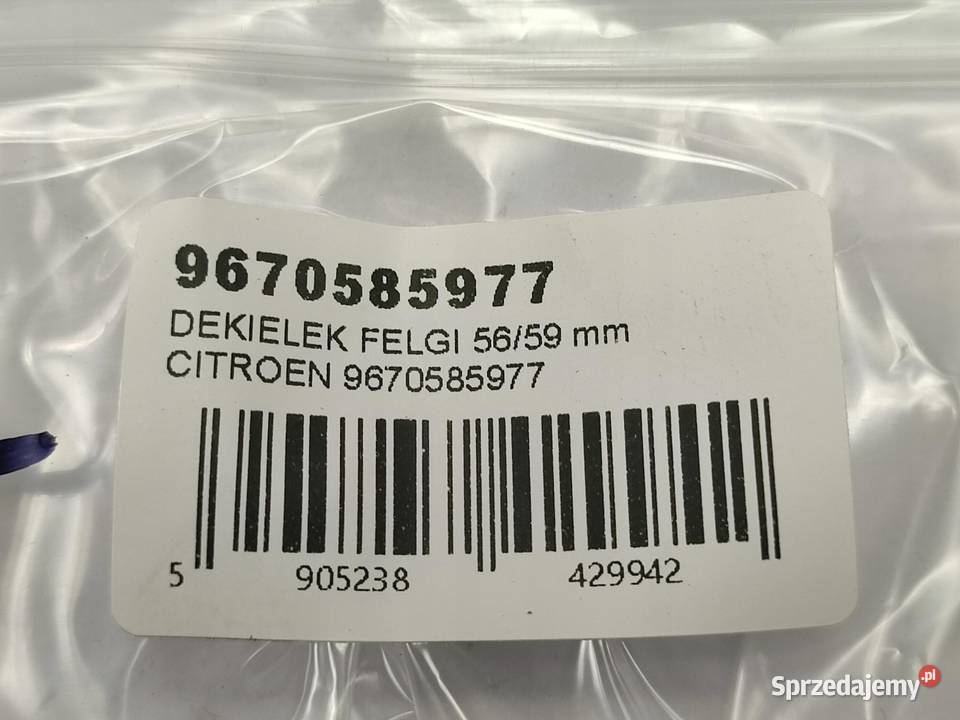 9670585977
DEKIELEK FELGI 56/59 mm
CITROEN 9670585977
5 905238 429942
Sprzedajemy.pl